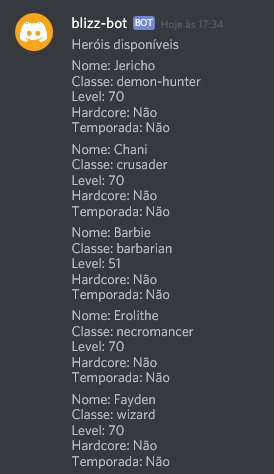 blizz-bot BOT Hoje às 17:34
Heróis disponíveis
Nome: Jericho
Classe: demon-hunter
Level: 70
Hardcore: Não
Temporada: Não
Nome: Chani
Classe: crusader
Level: 70
Hardcore: Não
Temporada: Não
Nome: Barbie
Classe: barbarian
Level: 51
Hardcore: Não
Temporada: Não
Nome: Erolithe
Classe: necromancer
Level: 70
Hardcore: Não
Temporada: Não
Nome: Fayden
Classe: wizard
Level: 70
Hardcore: Não
Temporada: Não